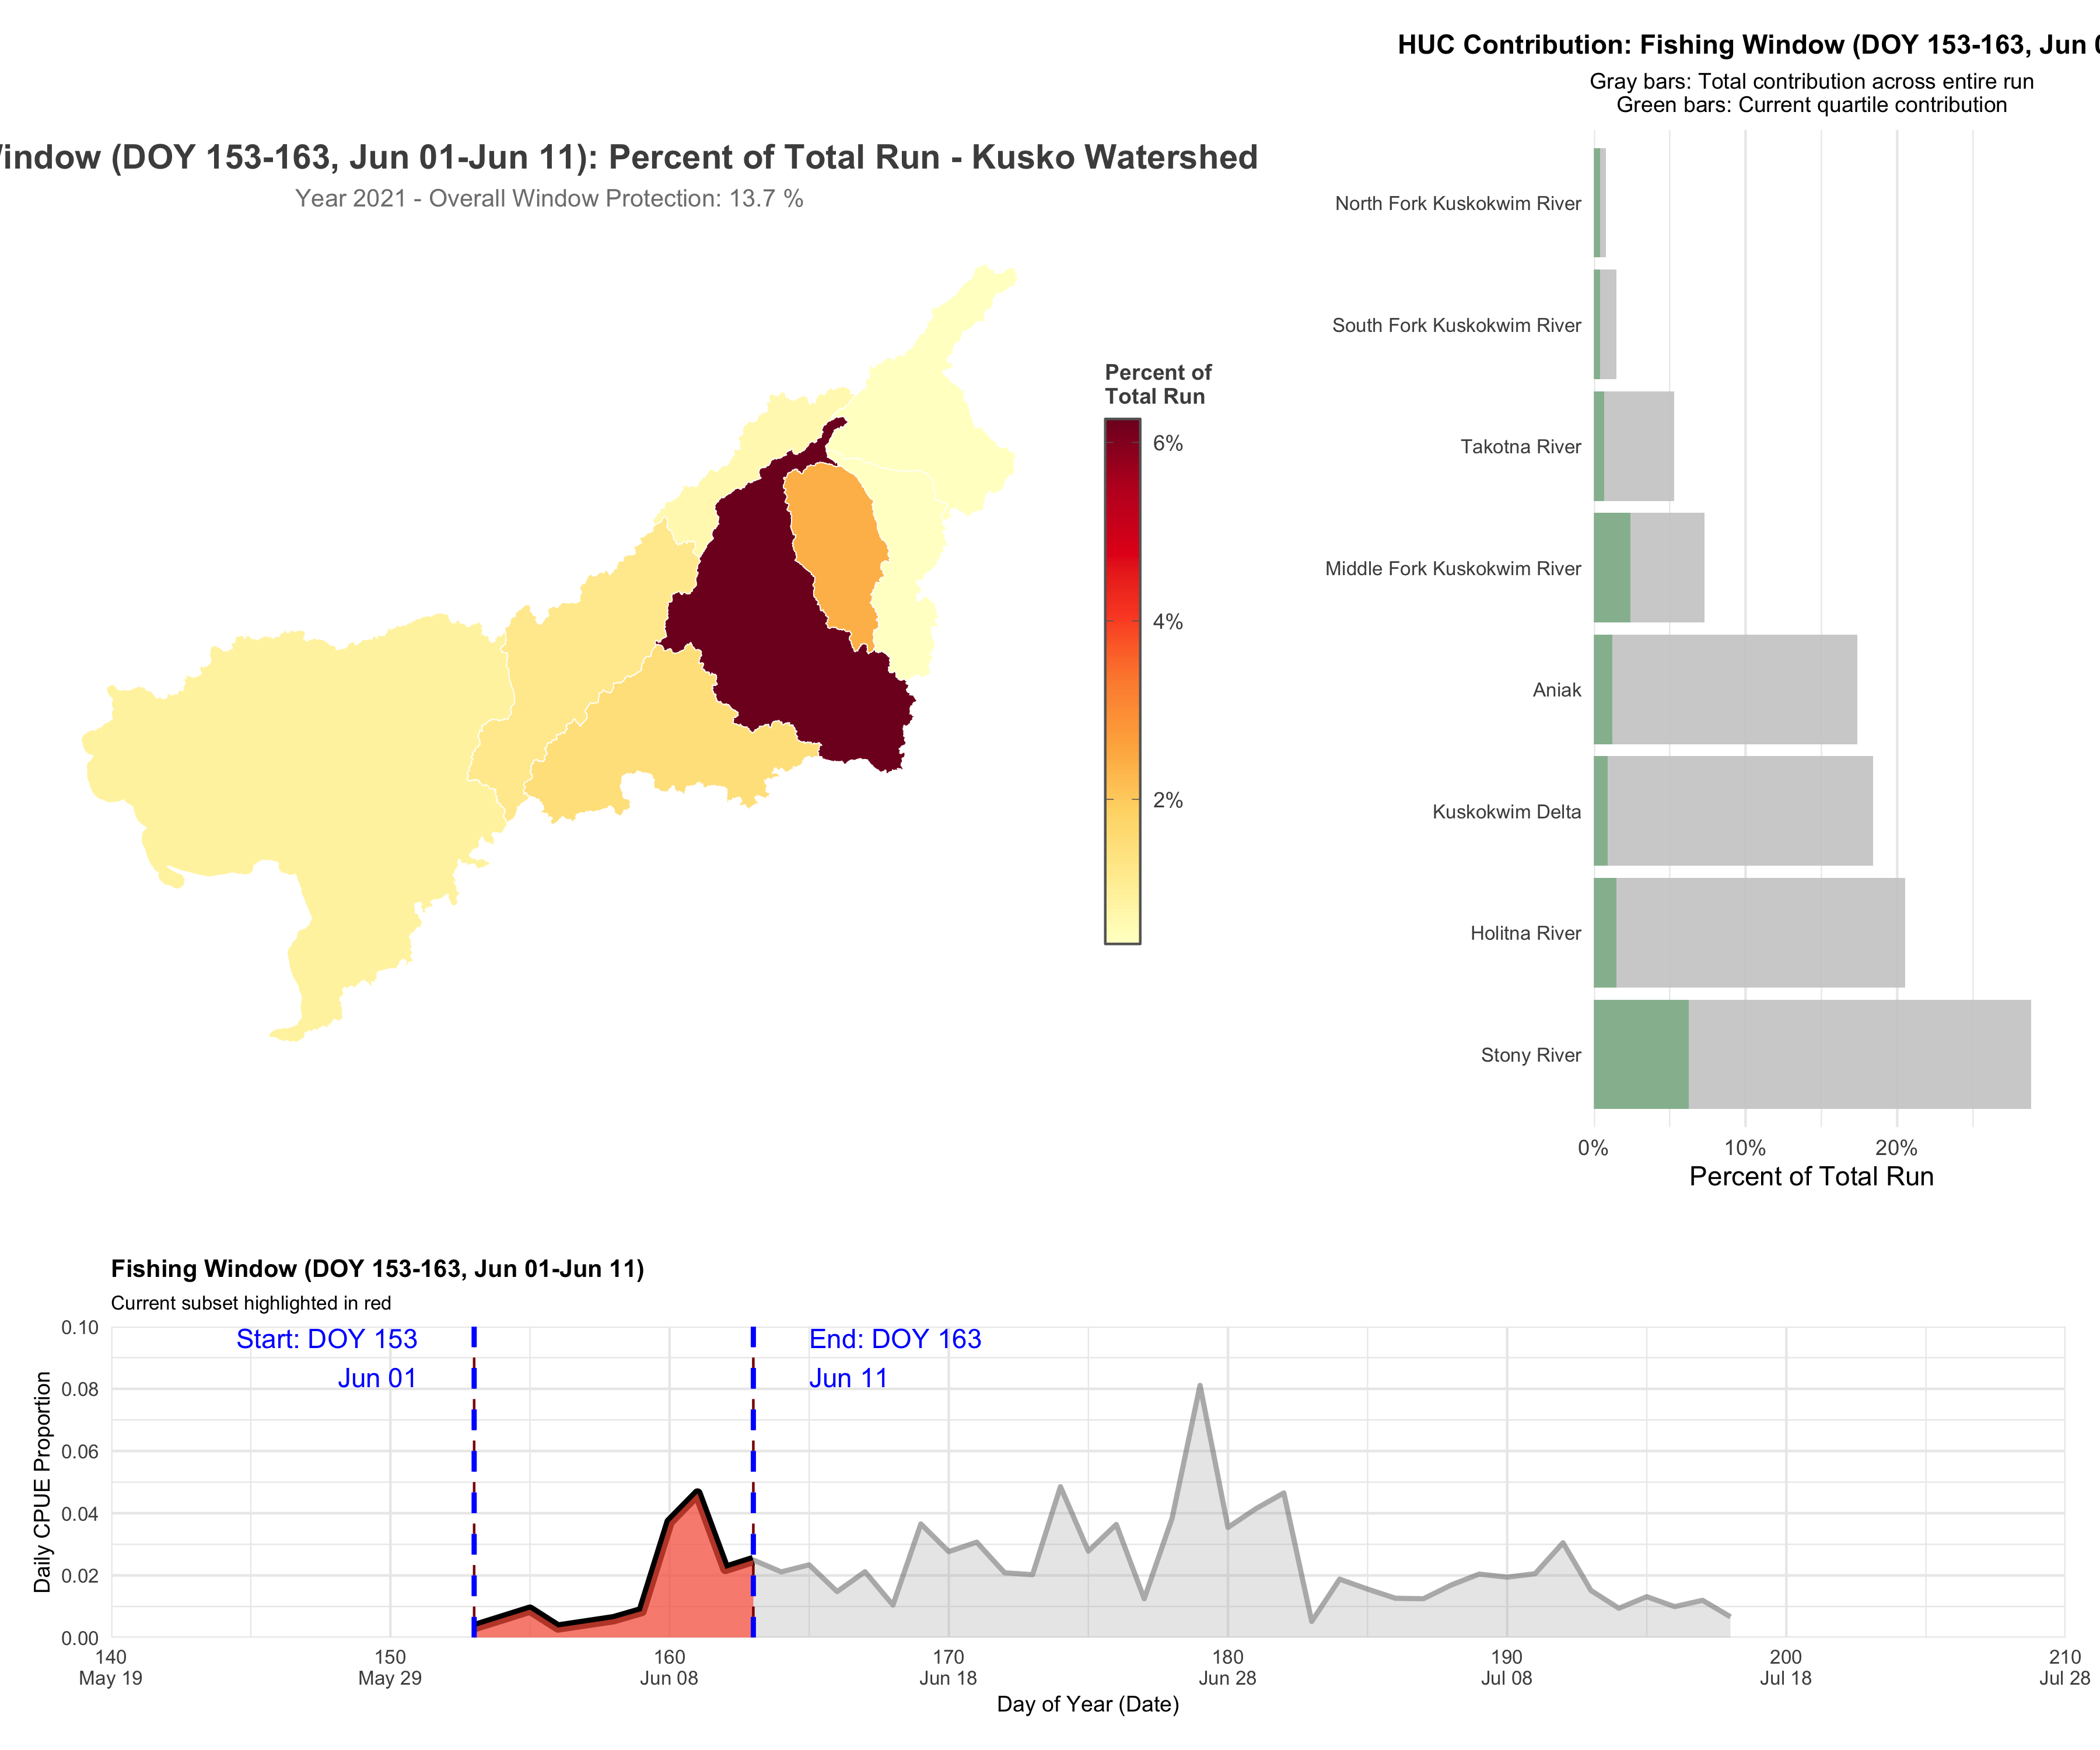 HUC Contribution: Fishing Window (DOY 153-163, Jun 0
Gray bars: Total contribution across entire run
Green bars: Current quartile contribution
indow (DOY 153-163, Jun 01-Jun 11): Percent of Total Run - Kusko Watershed
Year 2021 - Overall Window Protection: 13.7 %
Percent of
Total Run
6%
4%
2%
North Fork Kuskokwim River
South Fork Kuskokwim River
Takotna River
Middle Fork Kuskokwim River
Aniak
Kuskokwim Delta
Holitna River
Stony River
0% 10% 20%
Percent of Total Run
Fishing Window (DOY 153-163, Jun 01-Jun 11)
Current subset highlighted in red
Start: DOY 153
Jun 01
End: DOY 163
Jun 11
Daily CPUE Proportion
0.10
0.08
0.06
0.04
0.02
0.00
140 150 160 170 180 190 200 210
May 19 May 29 Jun 08 Jun 18 Jun 28 Jul 08 Jul 18 Jul 28
Day of Year (Date)